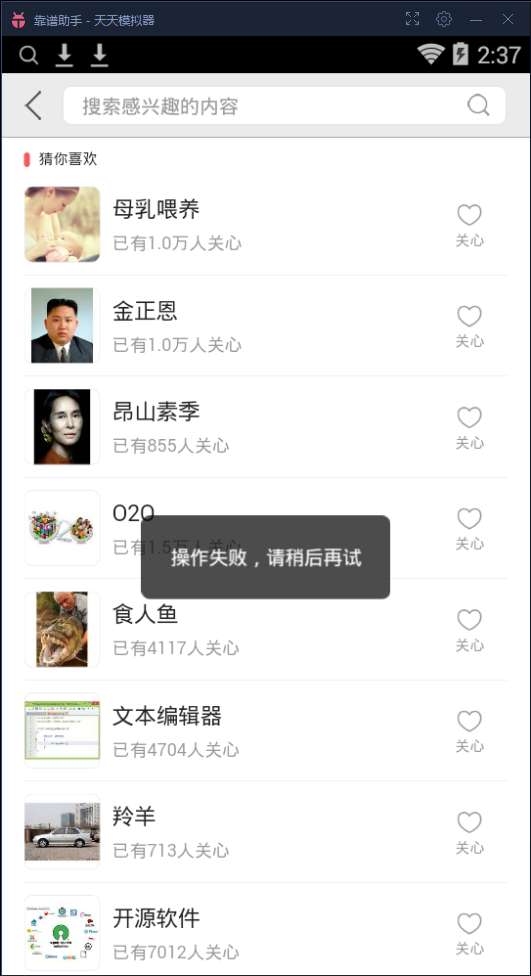 靠谱助手 - 天天模拟器
2:37
搜索感兴趣的内容
猜你喜欢
母乳喂养
已有1.0万人关心
关心
金正恩
已有1.0万人关心
关心
昂山素季
已有855人关心
关心
O2O
已有1.5万人关心
关心
操作失败，请稍后再试
食人鱼
已有4117人关心
关心
文本编辑器
已有4704人关心
关心
羚羊
已有713人关心
关心
开源软件
已有7012人关心
关心